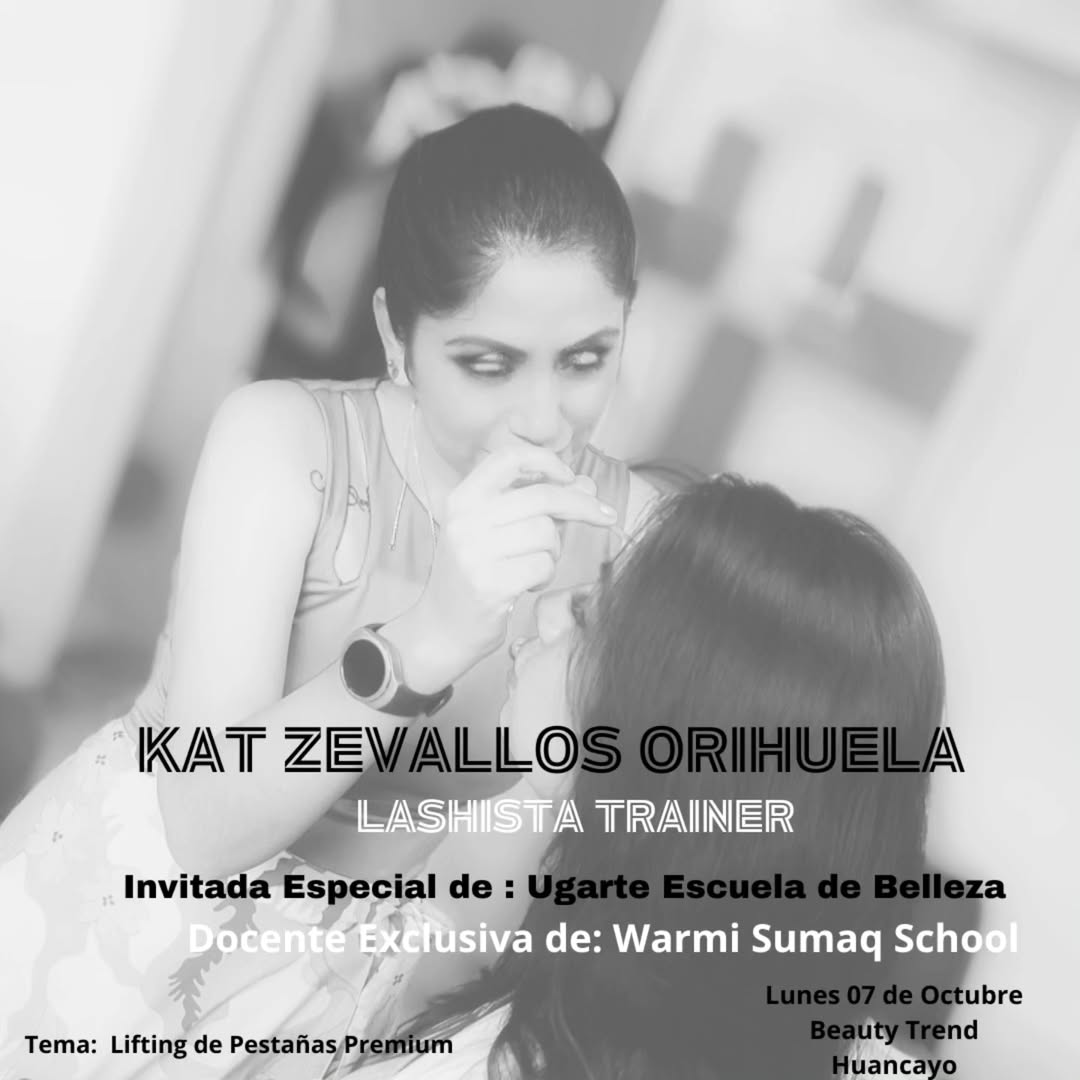 KAT ZEVALLOS ORIHUELA
LASHISTA TRAINER
Invitada Especial de : Ugarte Escuela de Belleza
Docente Exclusiva de: Warmi Sumaq School
Lunes 07 de Octubre
Beauty Trend
Huancayo
Tema: Lifting de Pestañas Premium